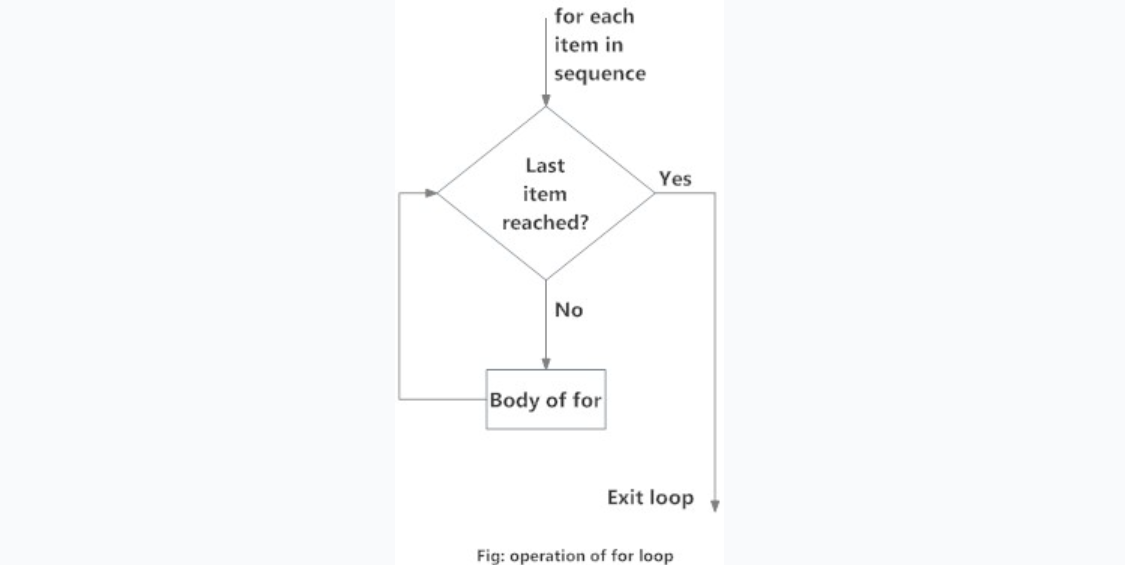 for each
item in
sequence
Last
item
reached?
Yes
No
Body of for
Exit loop
Fig: operation of for loop